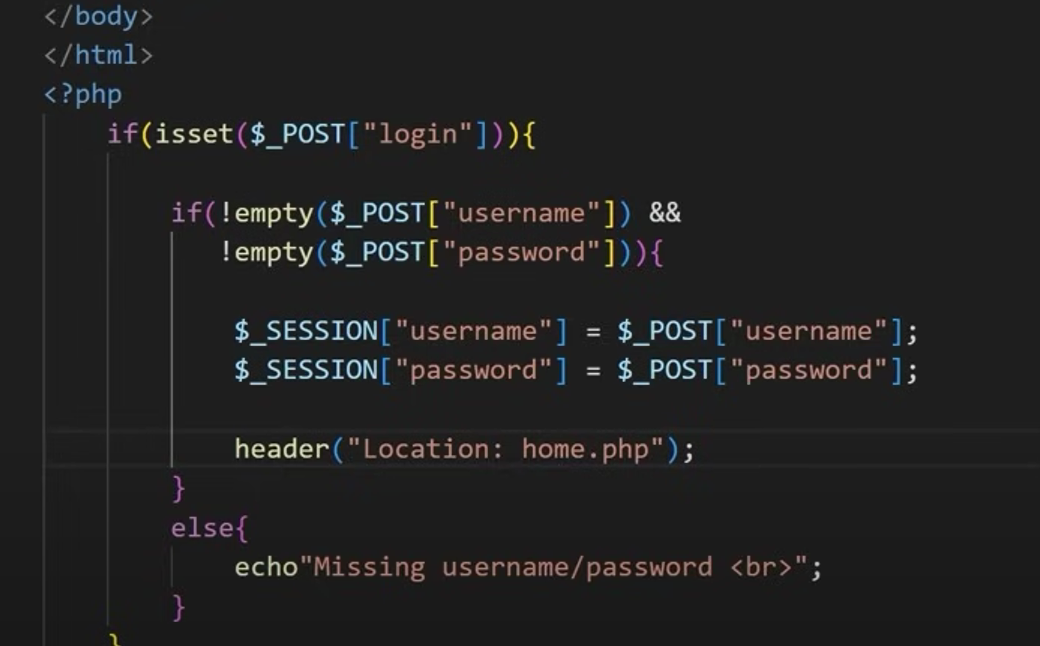 </body>
</html>
<?php
if(isset($_POST["login"])){
if(!empty($_POST["username"]) &&
!empty($_POST["password"])){
$_SESSION["username"] = $_POST["username"];
$_SESSION["password"] = $_POST["password"];
header("Location: home.php");
}
else{
echo"Missing username/password <br>";
}
}